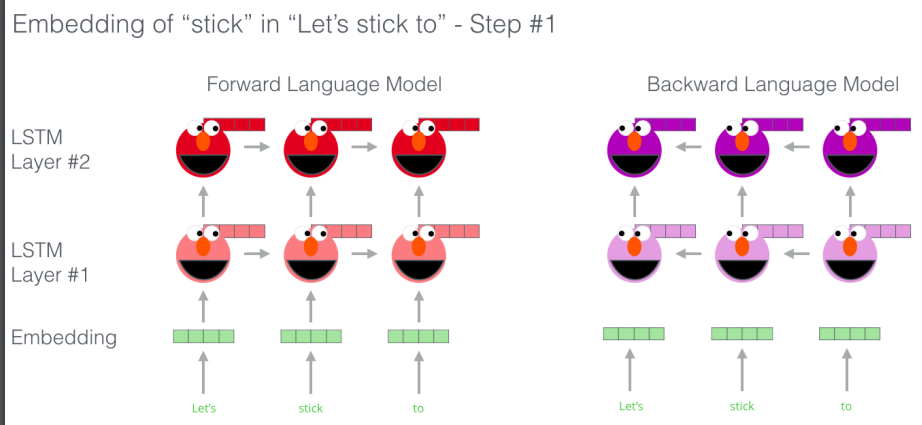 Embedding of “stick” in “Let’s stick to” - Step #1
Forward Language Model
Backward Language Model
LSTM
Layer #2
LSTM
Layer #1
Embedding
Let’s
stick
to
Let’s
stick
to